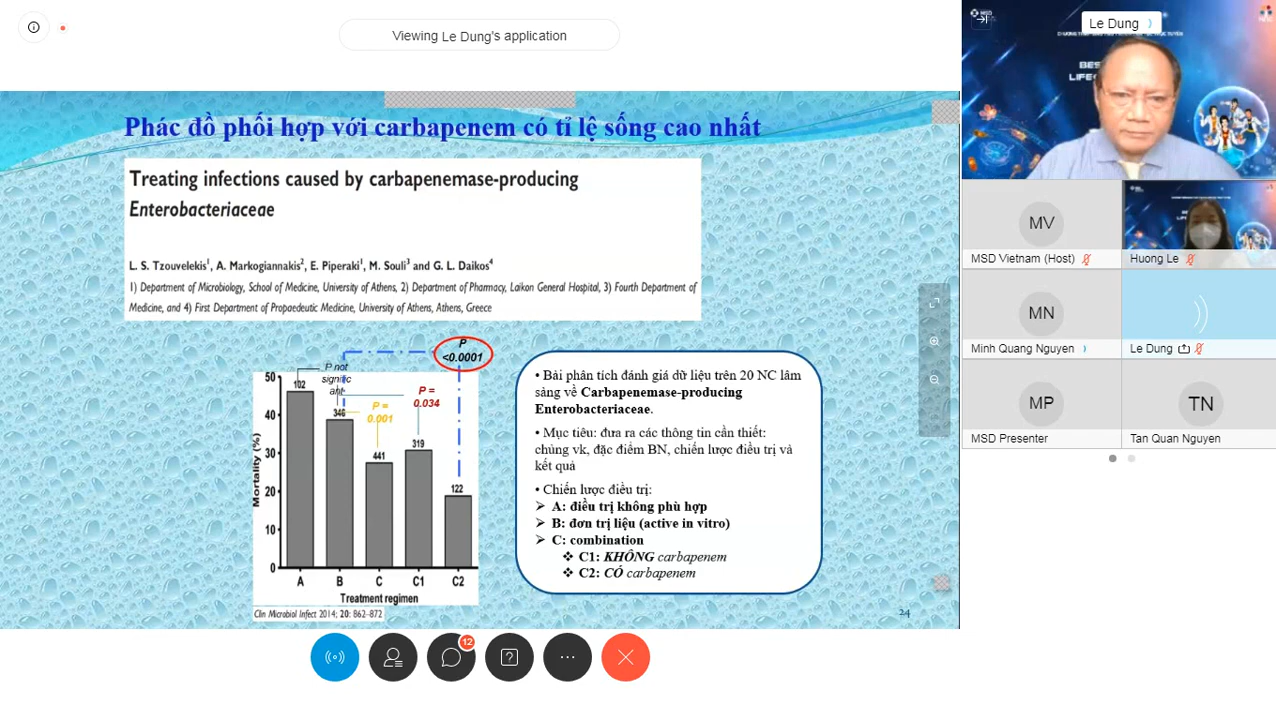 Viewing Le Dung's application
Le Dung
Phác đồ phối hợp với carbapenem có tỉ lệ sống cao nhất
Treating infections caused by carbapenemase-producing
Enterobacteriaceae
L. S. Tzouvelekis1, A. Markogiannakis2, E. Piperaki1, M. Souli3 and G. L. Daikos4
1) Department of Microbiology, School of Medicine, University of Athens, 2) Department of Pharmacy, Laikon General Hospital, 3) Fourth Department of
Medicine, and 4) First Department of Propaedeutic Medicine, University of Athens, Athens, Greece
P
<0.0001
P not
signific
ant
P =
0.001
P =
0.034
Mortality (%)
50
40
30
20
10
0
102
346
441
319
122
A B C C1 C2
Treatment regimen
Clin Microbiol Infect 2014; 20: 862–872
• Bài phân tích đánh giá dữ liệu trên 20 NC lâm
sàng về Carbapenemase-producing
Enterobacteriaceae.
• Mục tiêu: đưa ra các thông tin cần thiết:
chủng vk, đặc điểm BN, chiến lược điều trị và
kết quả
• Chiến lược điều trị:
➢ A: điều trị không phù hợp
➢ B: đơn trị liệu (active in vitro)
➢ C: combination
❖ C1: KHÔNG carbapenem
❖ C2: CÓ carbapenem
24
MV
MSD Vietnam (Host)
Huong Le
MN
Minh Quang Nguyen
Le Dung
MP
MSD Presenter
TN
Tan Quan Nguyen
12